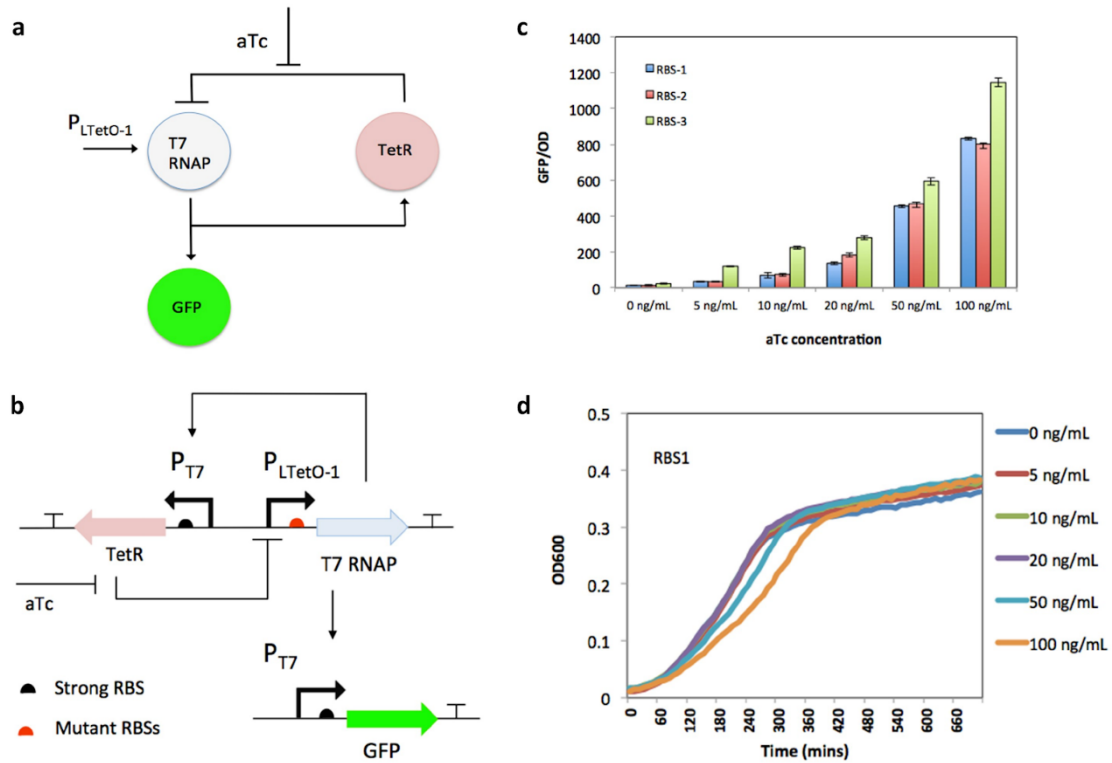 a
aTc
P LTetO-1
T7
RNAP
TetR
GFP
b
P T7
P LTetO-1
TetR
T7 RNAP
aTc
P T7
Strong RBS
Mutant RBSs
GFP
c
1400
1200
1000
800
600
400
200
0
GFP/OD
RBS-1
RBS-2
RBS-3
0 ng/mL 5 ng/mL 10 ng/mL 20 ng/mL 50 ng/mL 100 ng/mL
aTc concentration
d
0.5
0.4
0.3
0.2
0.1
0
OD600
RBS1
0 60 120 180 240 300 360 420 480 540 600 660
Time (mins)
0 ng/mL
5 ng/mL
10 ng/mL
20 ng/mL
50 ng/mL
100 ng/mL